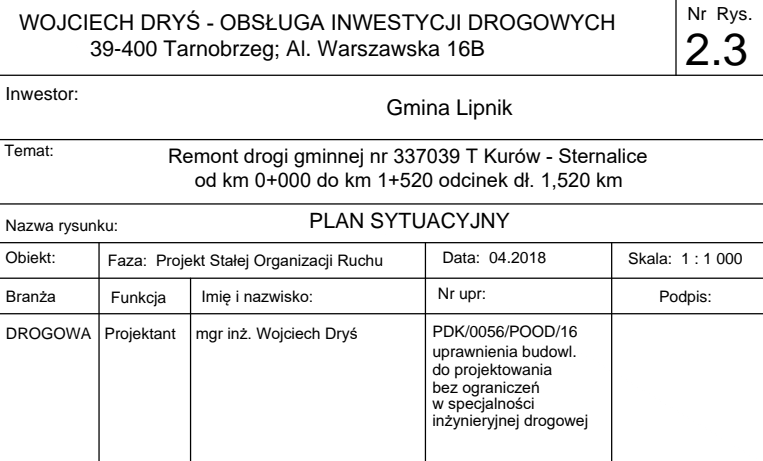 WOJCIECH DRYŚ - OBSŁUGA INWESTYCJI DROGOWYCH
39-400 Tarnobrzeg; Al. Warszawska 16B
Nr Rys.
2.3
Inwestor:
Gmina Lipnik
Temat:
Remont drogi gminnej nr 337039 T Kurów - Sternalice
od km 0+000 do km 1+520 odcinek dł. 1,520 km
Nazwa rysunku:
PLAN SYTUACYJNY
Obiekt:
Faza: Projekt Stałej Organizacji Ruchu
Data: 04.2018
Skala: 1 : 1 000
Branża
Funkcja
Imię i nazwisko:
Nr upr:
Podpis:
DROGOWA
Projektant
mgr inż. Wojciech Dryś
PDK/0056/POOD/16
uprawnienia budowl.
do projektowania
bez ograniczeń
w specjalności
inżynieryjnej drogowej